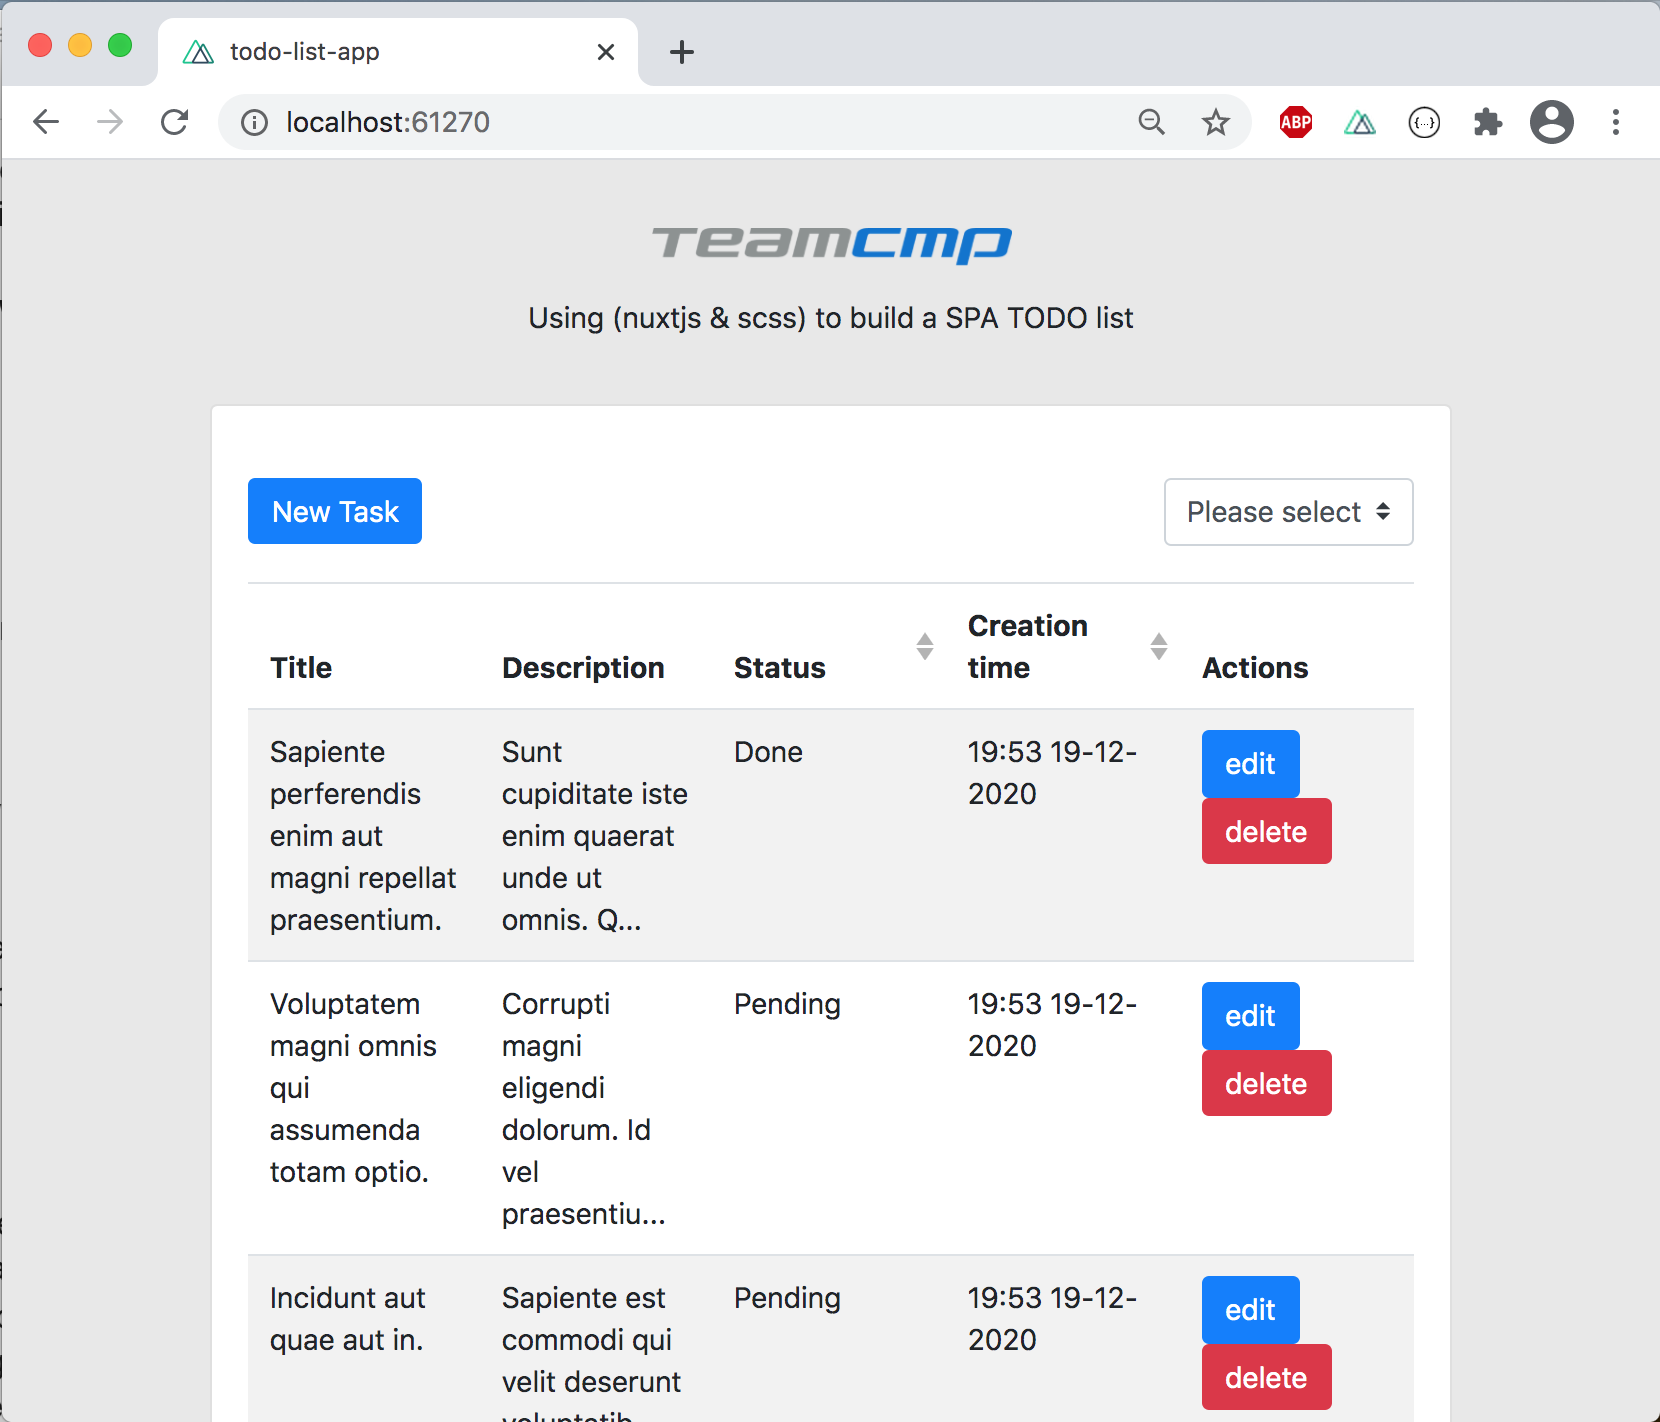 todo-list-app
localhost:61270
ABP
{...}
Teamcmp
Using (nuxtjs & scss) to build a SPA TODO list
New Task
Please select
Title Description Status Creation time Actions
Sapiente Sunt Done 19:53 19-12- edit
perferendis cupiditate iste 2020
enim aut enim quaerat delete
magni repellat unde ut
praesentium. omnis. Q...
Voluptatem Corrupti Pending 19:53 19-12- edit
magni omnis magni 2020
qui eligendi delete
assumenda dolorum. Id
totam optio. vel
praesentiu...
Incidunt aut Sapiente est Pending 19:53 19-12- edit
quae aut in. commodi qui 2020
velit deserunt delete